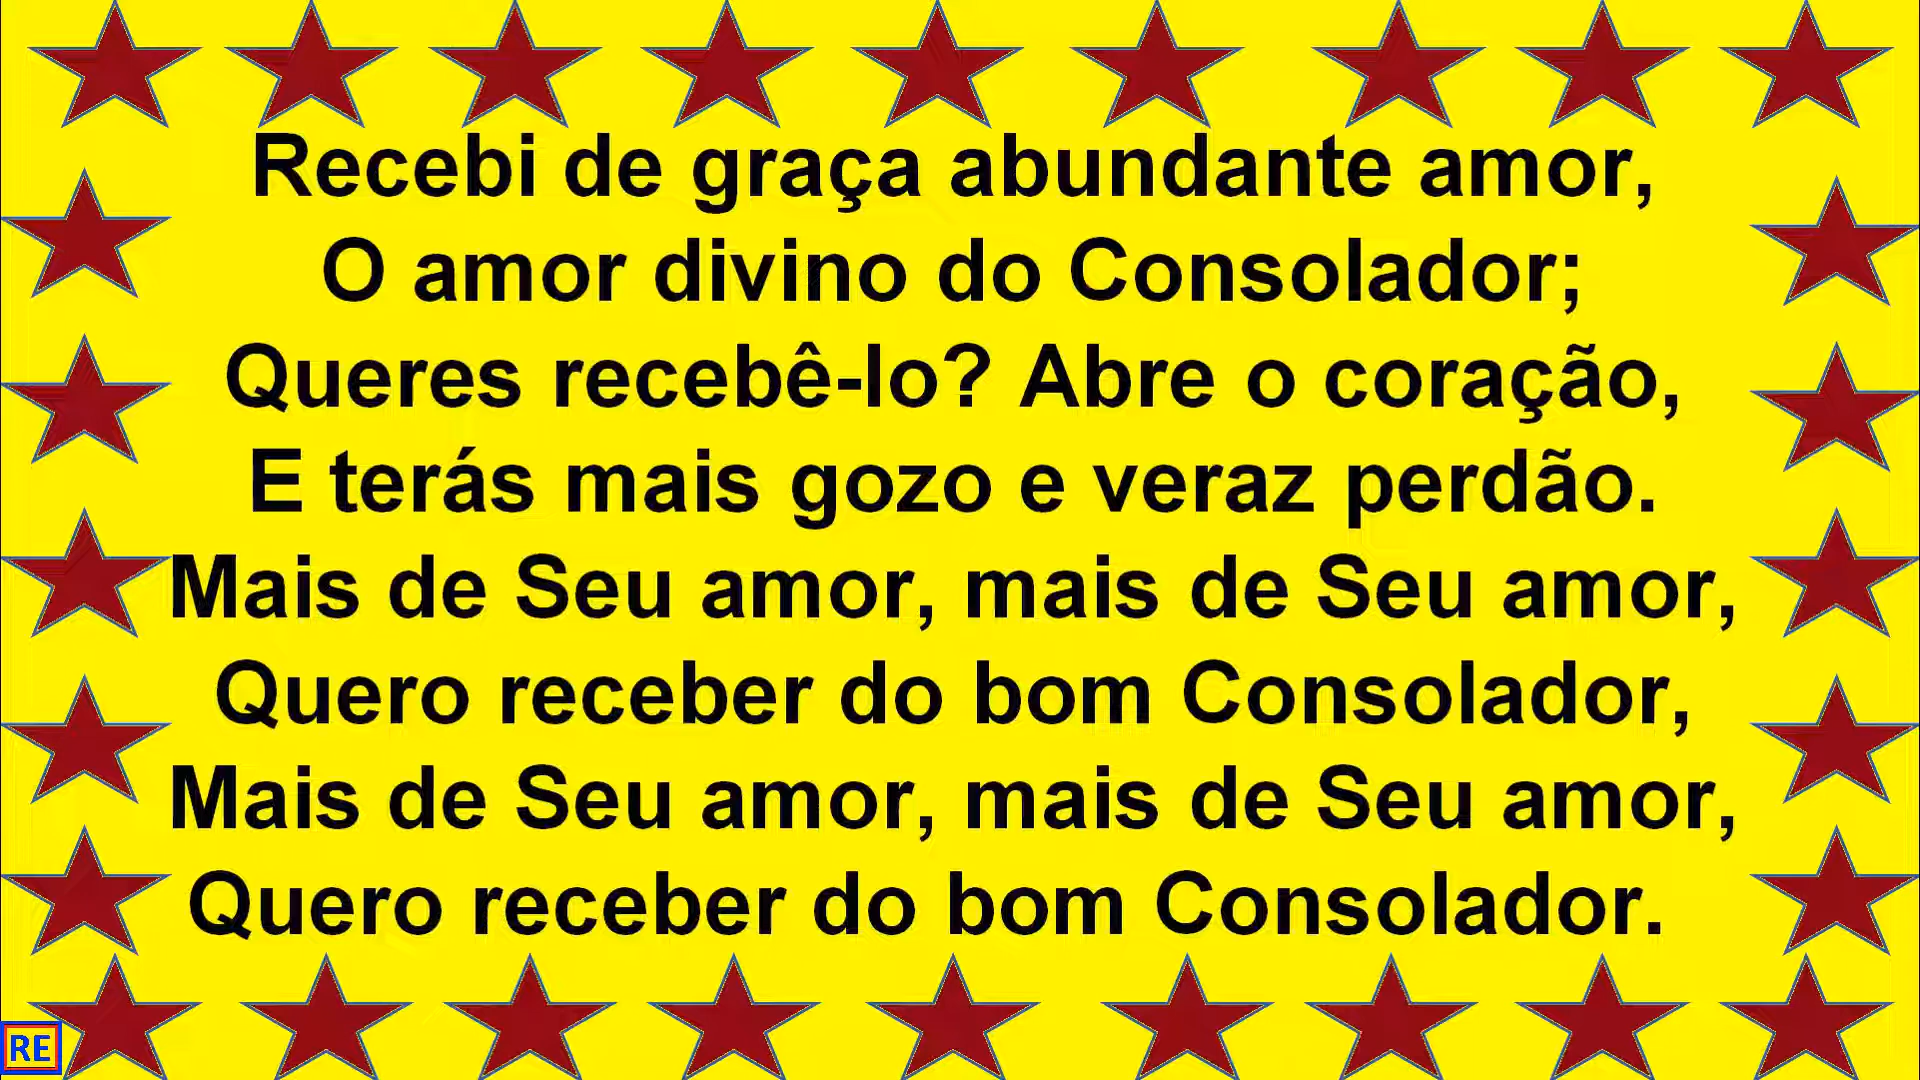 Recebi de graça abundante amor,
O amor divino do Consolador;
Queres recebê-lo? Abre o coração,
E terás mais gozo e veraz perdão.
Mais de Seu amor, mais de Seu amor,
Quero receber do bom Consolador,
Mais de Seu amor, mais de Seu amor,
Quero receber do bom Consolador.
RE